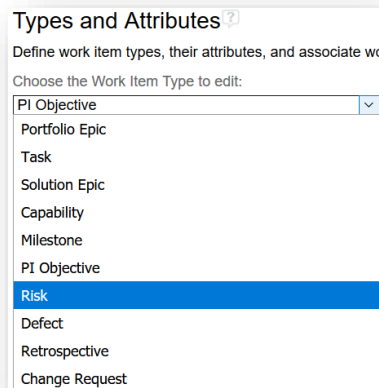 Types and Attributes ?
Define work item types, their attributes, and associate
Choose the Work Item Type to edit:
PI Objective
Portfolio Epic
Task
Solution Epic
Capability
Milestone
PI Objective
Risk
Defect
Retrospective
Change Request